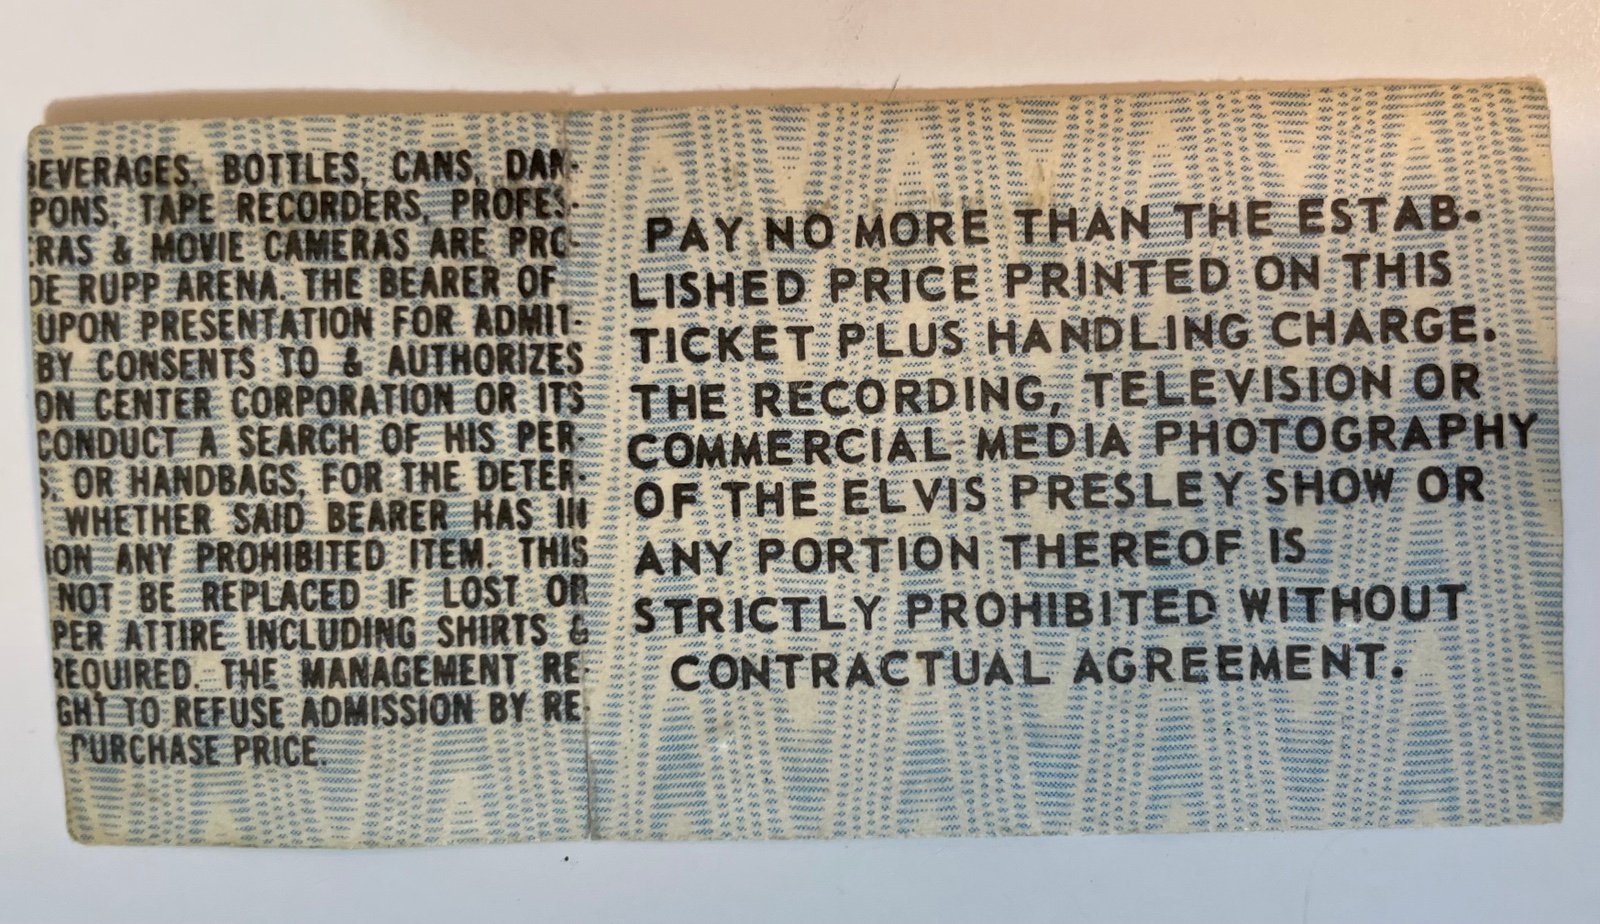 BEVERAGES, BOTTLES, CANS, DAN-
PONS, TAPE RECORDERS, PROFES-
ERAS & MOVIE CAMERAS ARE PRO-
DE RUPP ARENA. THE BEARER OF
UPON PRESENTATION FOR ADMIT-
BY CONSENTS TO & AUTHORIZES
ON CENTER CORPORATION OR ITS
CONDUCT A SEARCH OF HIS PER-
S, OR HANDBAGS, FOR THE DETER-
WHETHER SAID BEARER HAS IN
ION ANY PROHIBITED ITEM. THIS
NOT BE REPLACED IF LOST OR
PER ATTIRE INCLUDING SHIRTS &
REQUIRED. THE MANAGEMENT RE-
GHT TO REFUSE ADMISSION BY RE-
PURCHASE PRICE.
PAY NO MORE THAN THE ESTAB-
LISHED PRICE PRINTED ON THIS
TICKET PLUS HANDLING CHARGE.
THE RECORDING, TELEVISION OR
COMMERCIAL MEDIA PHOTOGRAPHY
OF THE ELVIS PRESLEY SHOW OR
ANY PORTION THEREOF IS
STRICTLY PROHIBITED WITHOUT
CONTRACTUAL AGREEMENT.